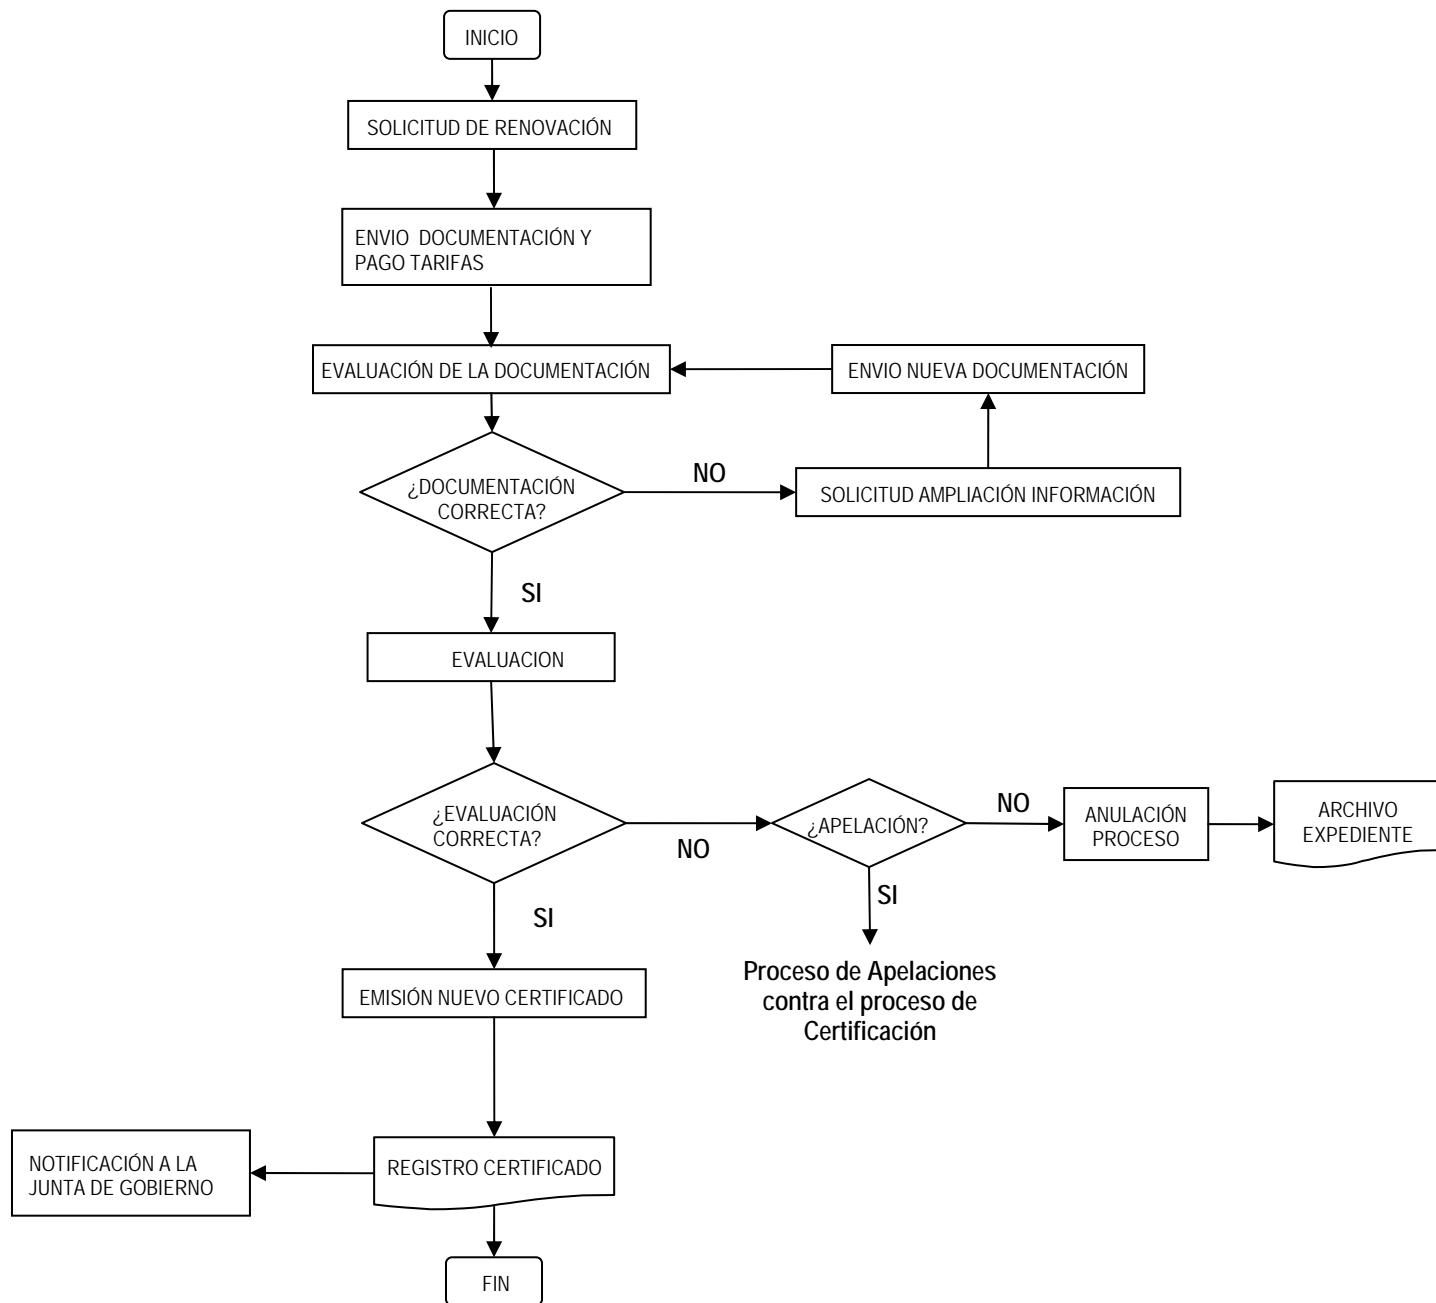 INICIO
SOLICITUD DE RENOVACIÓN
ENVIO DOCUMENTACIÓN Y
PAGO TARIFAS
EVALUACIÓN DE LA DOCUMENTACIÓN
ENVIO NUEVA DOCUMENTACIÓN
¿DOCUMENTACIÓN
CORRECTA?
NO
SOLICITUD AMPLIACIÓN INFORMACIÓN
SI
EVALUACION
¿EVALUACIÓN
CORRECTA?
NO
¿APELACIÓN?
NO
ANULACIÓN
PROCESO
ARCHIVO
EXPEDIENTE
SI
SI
Proceso de Apelaciones
contra el proceso de
Certificación
EMISIÓN NUEVO CERTIFICADO
NOTIFICACIÓN A LA
JUNTA DE GOBIERNO
REGISTRO CERTIFICADO
FIN